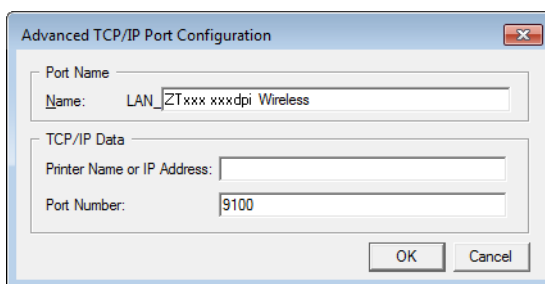 Advanced TCP/IP Port Configuration
Port Name
Name: LAN_ZTxxx xxxdpi Wireless
TCP/IP Data
Printer Name or IP Address:
Port Number: 9100
OK Cancel